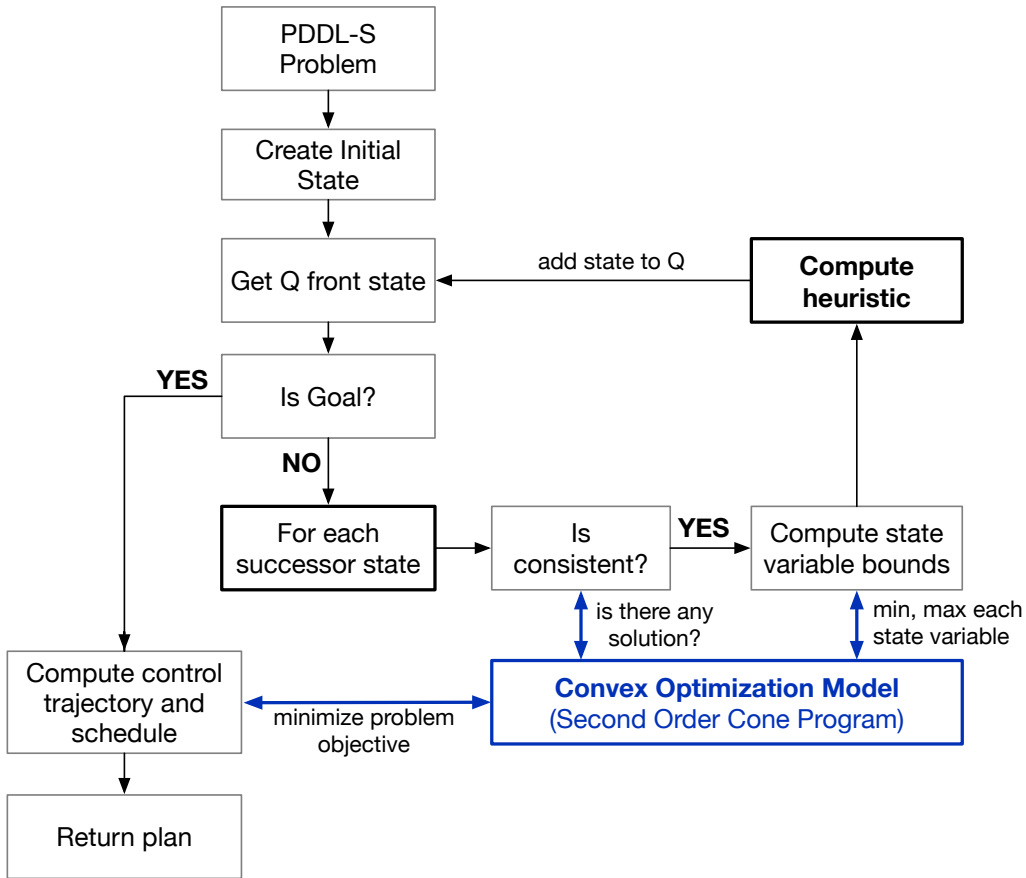 PDDL-S
Problem
Create Initial
State
Get Q front state
add state to Q
Compute
heuristic
YES
Is Goal?
NO
For each
successor state
Is
consistent?
YES
Compute state
variable bounds
is there any
solution?
min, max each
state variable
Compute control
trajectory and
schedule
minimize problem
objective
Convex Optimization Model
(Second Order Cone Program)
Return plan